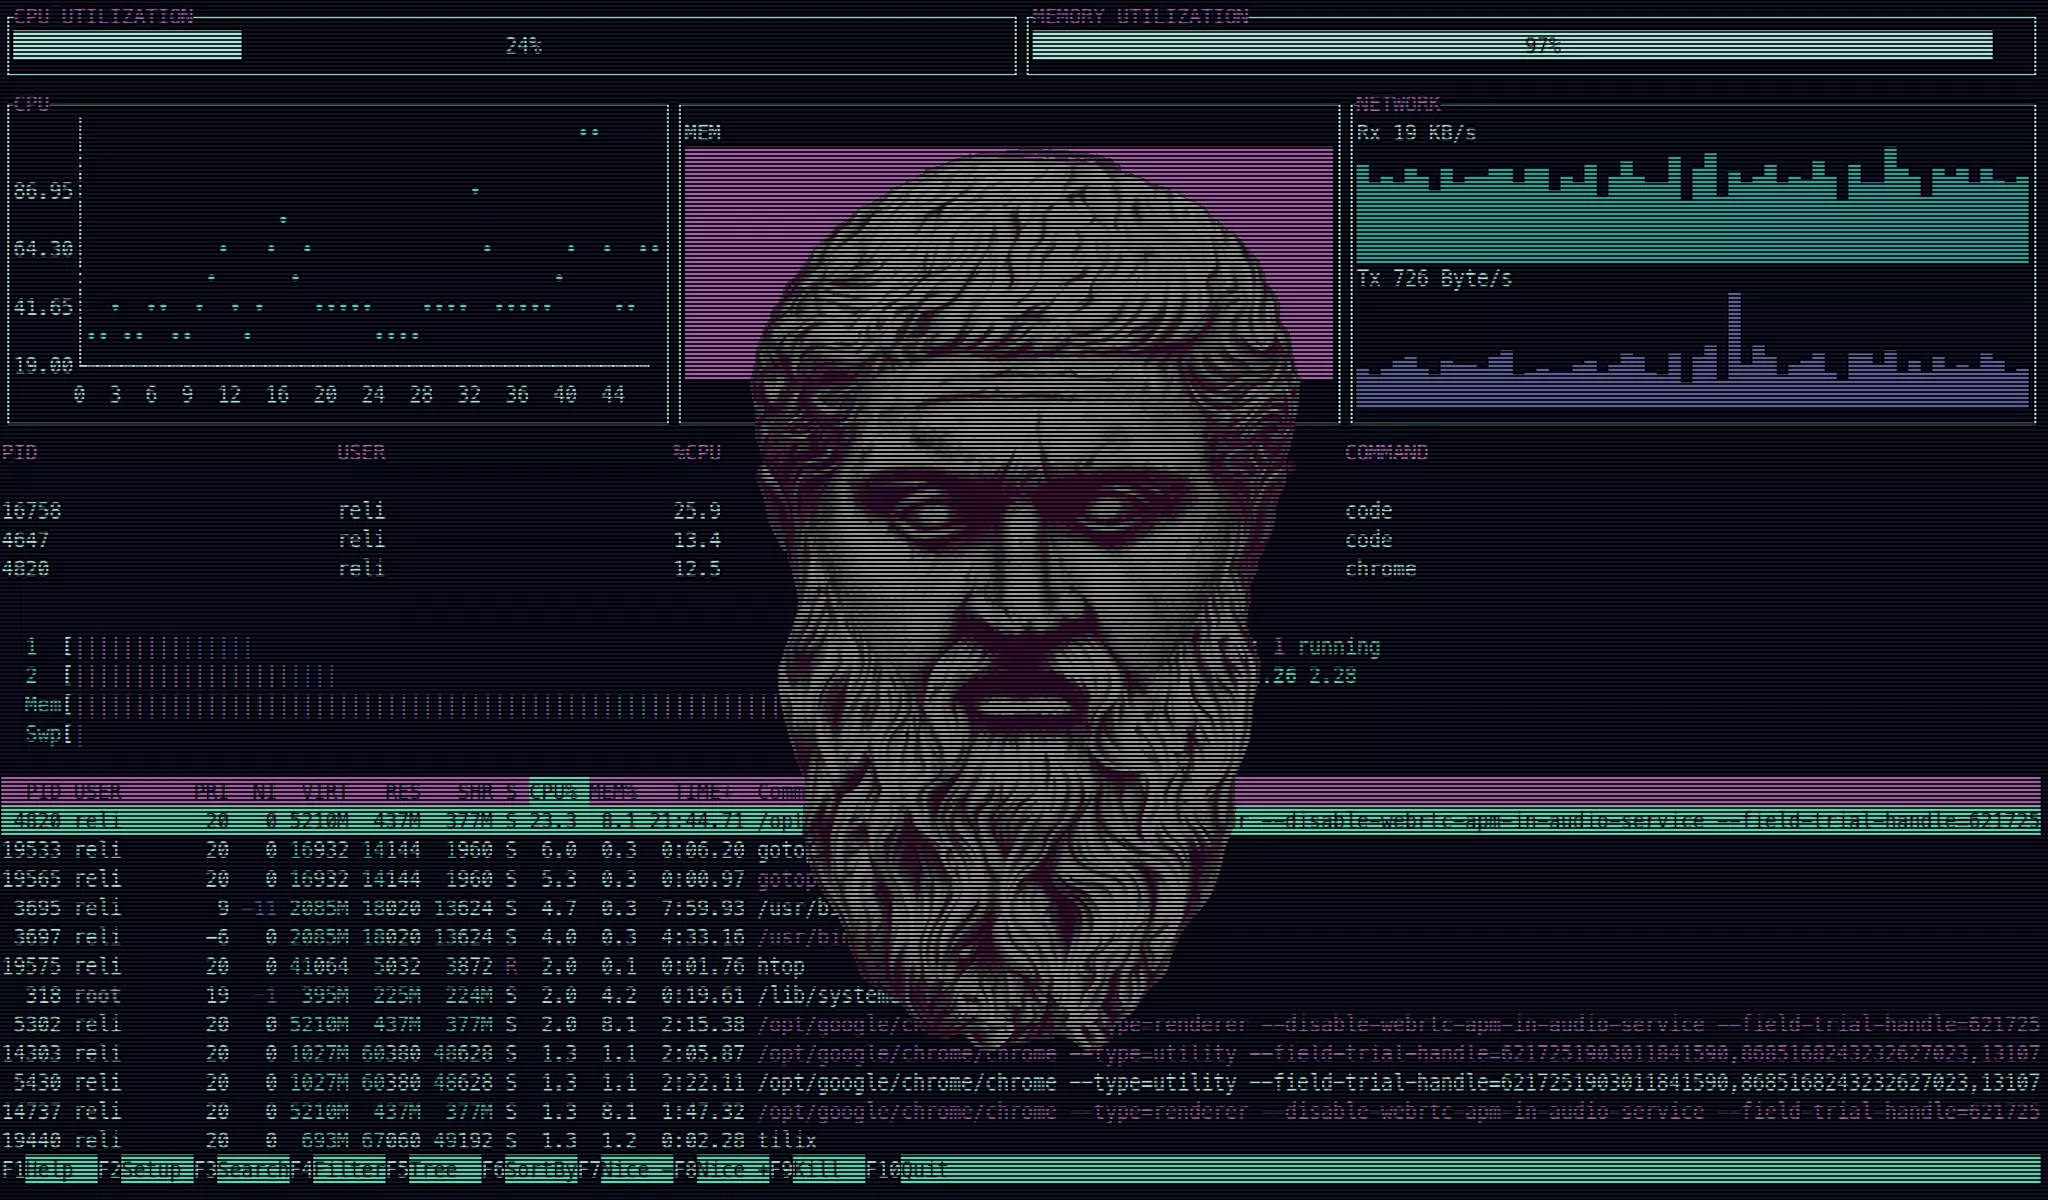 CPU UTILIZATION
24%
MEMORY UTILIZATION
97%
CPU
86.95
64.30
41.65
19.00
0 3 6 9 12 16 20 24 28 32 36 40 44
MEM
NETWORK
Rx 19 KB/s
Tx 726 Byte/s
PID USER %CPU COMMAND
16758 reli 25.9 code
4647 reli 13.4 code
4820 reli 12.5 chrome
1 [ 1 running
2 [ .26 2.28
Mem[
Swp[
PID USER PRI NI VIRT RES SHR S CPU% MEM% TIME+ Comm
4820 reli 20 0 5210M 437M 377M S 23.3 8.1 21:44.71 /opt r --disable-webrtc-apm-in-audio-service --field-trial-handle=621725
19533 reli 20 0 16932 14144 1960 S 6.0 0.3 0:06.20 goto
19565 reli 20 0 16932 14144 1960 S 5.3 0.3 0:00.97 gotop
3695 reli 9 -11 2085M 18020 13624 S 4.7 0.3 7:59.93 /usr/bi
3697 reli -6 0 2085M 18020 13624 S 4.0 0.3 4:33.16 /usr/bin
19575 reli 20 0 41064 5032 3872 R 2.0 0.1 0:01.76 htop
318 root 19 -1 395M 225M 224M S 2.0 4.2 0:19.61 /lib/system
5302 reli 20 0 5210M 437M 377M S 2.0 8.1 2:15.38 /opt/google/ch ype=renderer --disable-webrtc-apm-in-audio-service --field-trial-handle=621725
14303 reli 20 0 1027M 60380 48628 S 1.3 1.1 2:05.87 /opt/google/chrome/chrome --type=utility --field-trial-handle=6217251903011841590,8685168243232627023,13107
5430 reli 20 0 1027M 60380 48628 S 1.3 1.1 2:22.11 /opt/google/chrome/chrome --type=utility --field-trial-handle=6217251903011841590,8685168243232627023,13107
14737 reli 20 0 5210M 437M 377M S 1.3 8.1 1:47.32 /opt/google/chrome/chrome --type=renderer --disable-webrtc-apm-in-audio-service --field-trial-handle=621725
19440 reli 20 0 693M 67060 49192 S 1.3 1.2 0:02.28 tilix
F1Help F2Setup F3SearchF4FilterF5Tree F6SortByF7Nice -F8Nice +F9Kill F10Quit